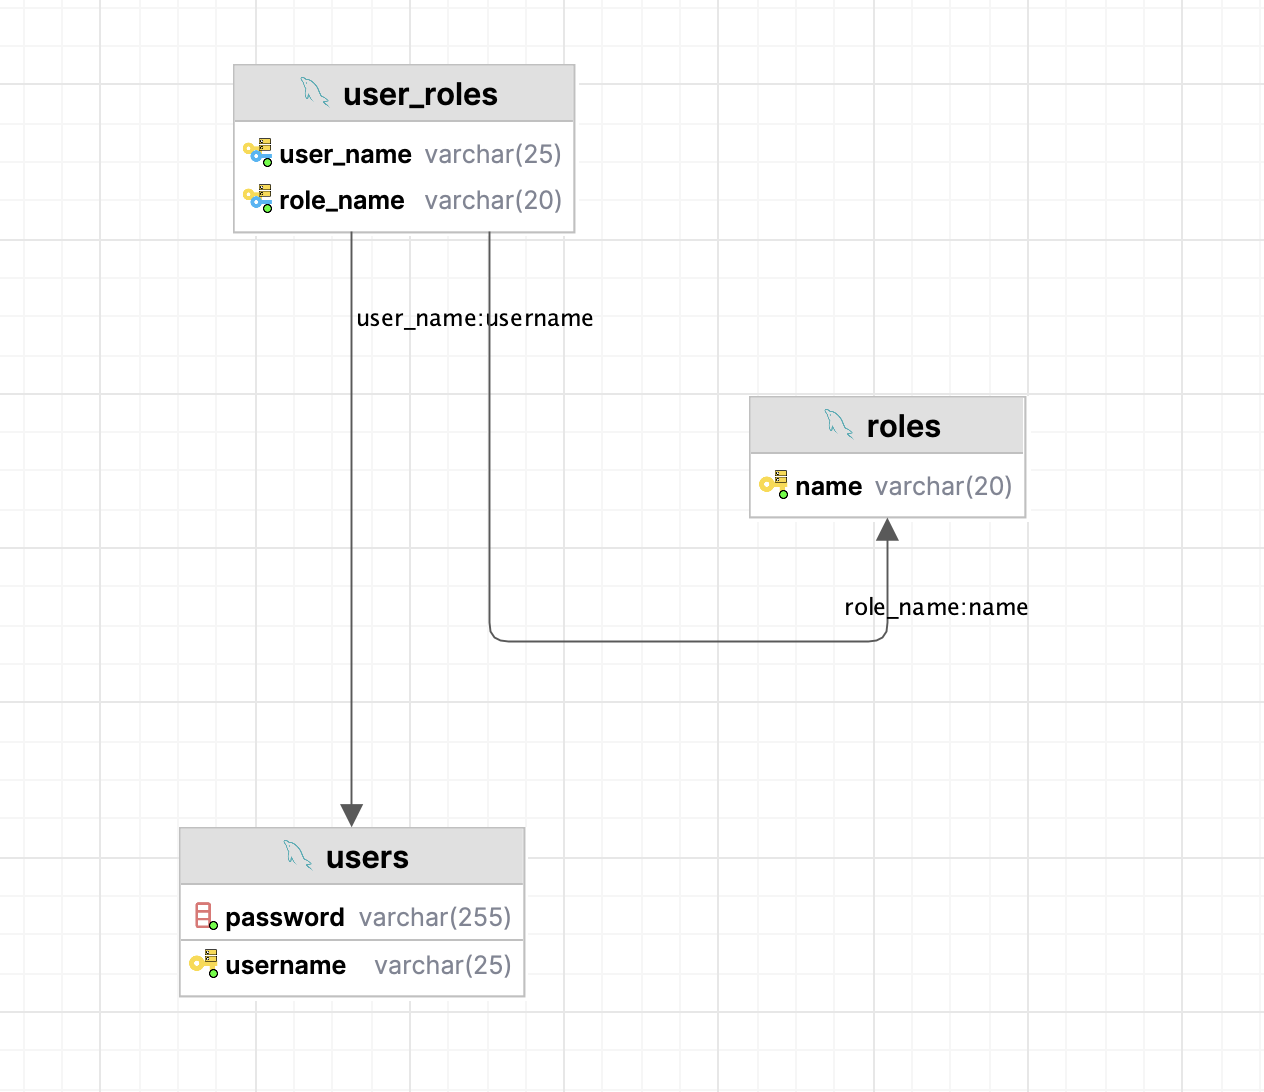 user_roles
user_name varchar(25)
role_name varchar(20)
user_name:username
roles
name varchar(20)
role_name:name
users
password varchar(255)
username varchar(25)